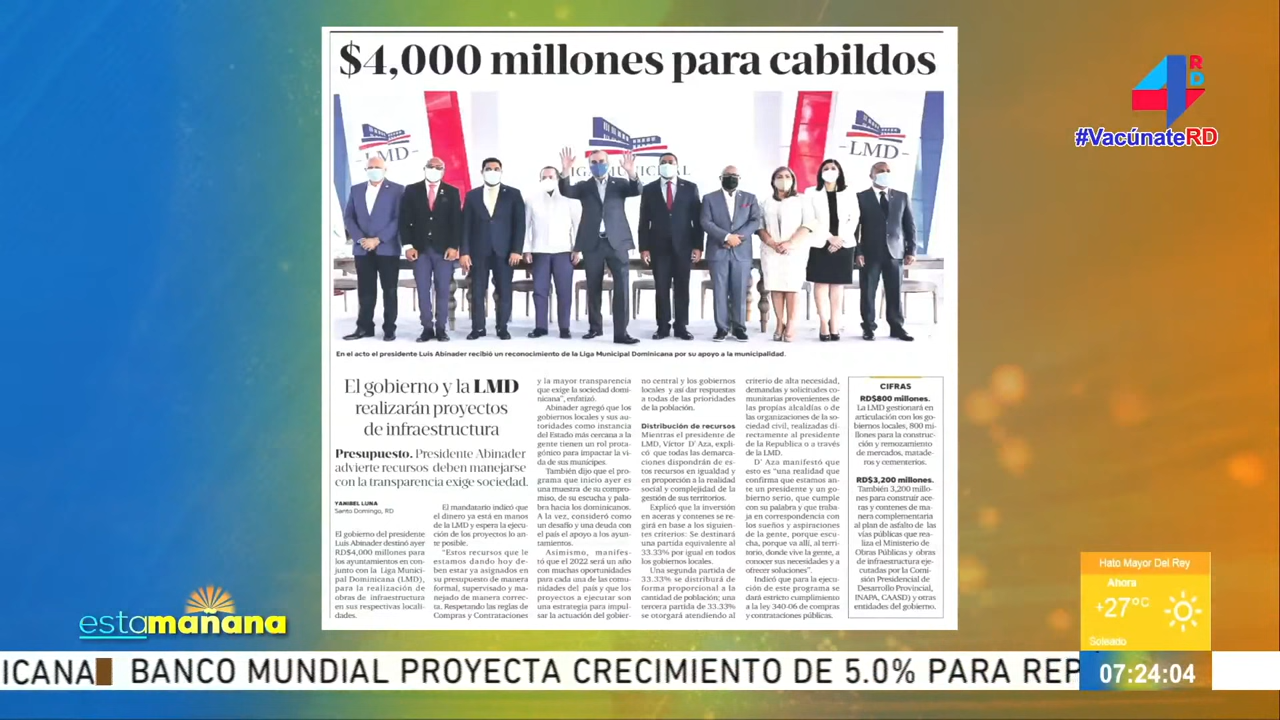 $4,000 millones para cabildos
RD
4
#VacúnateRD
LMD
LMD
En el acto el presidente Luis Abinader recibió un reconocimiento de la Liga Municipal Dominicana por su apoyo a la municipalidad.
El gobierno y la LMD
realizarán proyectos
de infraestructura
Presupuesto. Presidente Abinader
advierte recursos deben manejarse
con la transparencia exige sociedad.
YANIBEL LUNA
Santo Domingo, RD
El gobierno del presidente
Luis Abinader destinó ayer
RD$4,000 millones para
los ayuntamientos en con-
junto con la Liga Munici-
pal Dominicana (LMD),
para la realización de
obras de infraestructura
en sus respectivas locali-
dades.
El mandatario indicó que
el dinero ya está en manos
de la LMD y espera la ejecu-
ción de los proyectos lo an-
te posible.
"Estos recursos que le
estamos dando hoy de-
ben estar ya asignados en
su presupuesto de manera
formal, supervisado y ma-
nejado de manera correc-
ta. Respetando las reglas de
Compras y Contrataciones
y la mayor transparencia
que exige la sociedad domi-
nicana", enfatizó.
Abinader agregó que los
gobiernos locales y sus au-
toridades como instancia
del Estado más cercana a la
gente tienen un rol prota-
gónico para impactar la vi-
da de sus munícipes.
También dijo que el pro-
grama que inicio ayer es
una muestra de su compro-
miso, de su escucha y pala-
bra hacia los dominicanos.
A la vez, consideró como
un desafío y una deuda con
el país el apoyo a los ayun-
tamientos.
Asimismo, manifes-
tó que el 2022 será un año
con muchas oportunidades
para cada una de las comu-
nidades del país y que los
proyectos a ejecutar son
una estrategia para impul-
sar la actuación del gobier-
no central y los gobiernos
locales y así dar respuestas
a todas de las prioridades
de la población.
Distribución de recursos
Mientras el presidente de
LMD, Víctor D' Aza, expli-
có que todas las demarca-
ciones dispondrán de es-
tos recursos en igualdad y
en proporción a la realidad
social y complejidad de la
gestión de sus territorios.
Explicó que la inversión
en aceras y contenes se re-
girá en base a los siguien-
tes criterios: Se destinará
una partida equivalente al
33.33% por igual en todos
los gobiernos locales.
Una segunda partida de
33.33% se distribuirá de
forma proporcional a la
cantidad de población; una
tercera partida de 33.33%
se otorgará atendiendo al
criterio de alta necesidad,
demandas y solicitudes co-
munitarias provenientes de
las propias alcaldías o de
las organizaciones de la so-
ciedad civil, realizadas di-
rectamente al presidente
de la Republica o a través
de la LMD.
D' Aza manifestó que
esto es "una realidad que
confirma que estamos an-
te un presidente y un go-
bierno serio, que cumple
con su palabra y que traba-
ja en correspondencia con
los sueños y aspiraciones
de la gente, porque escu-
cha, porque va allí, al terri-
torio, donde vive la gente, a
conocer sus necesidades y a
ofrecer soluciones".
Indicó que para la ejecu-
ción de este programa se
dará estricto cumplimiento
a la ley 340-06 de compras
y contrataciones públicas.
CIFRAS
RD$800 millones.
La LMD gestionará en
articulación con los go-
biernos locales, 800 mi-
llones para la construc-
ción y remozamiento
de mercados, matade-
ros y cementerios.
RD$3,200 millones.
También 3,200 millo-
nes para construir ace-
ras y contenes de ma-
nera complementaria
al plan de asfalto de las
vías públicas que rea-
liza el Ministerio de
Obras Públicas y obras
de infraestructura eje-
cutadas por la Comi-
sión Presidencial de
Desarrollo Provincial,
INAPA, CAASD) y otras
entidades del gobierno.
estamañana
Hato Mayor Del Rey
Ahora
+27°C
Soleado
ICANA BANCO MUNDIAL PROYECTA CRECIMIENTO DE 5.0% PARA REP
07:24:04